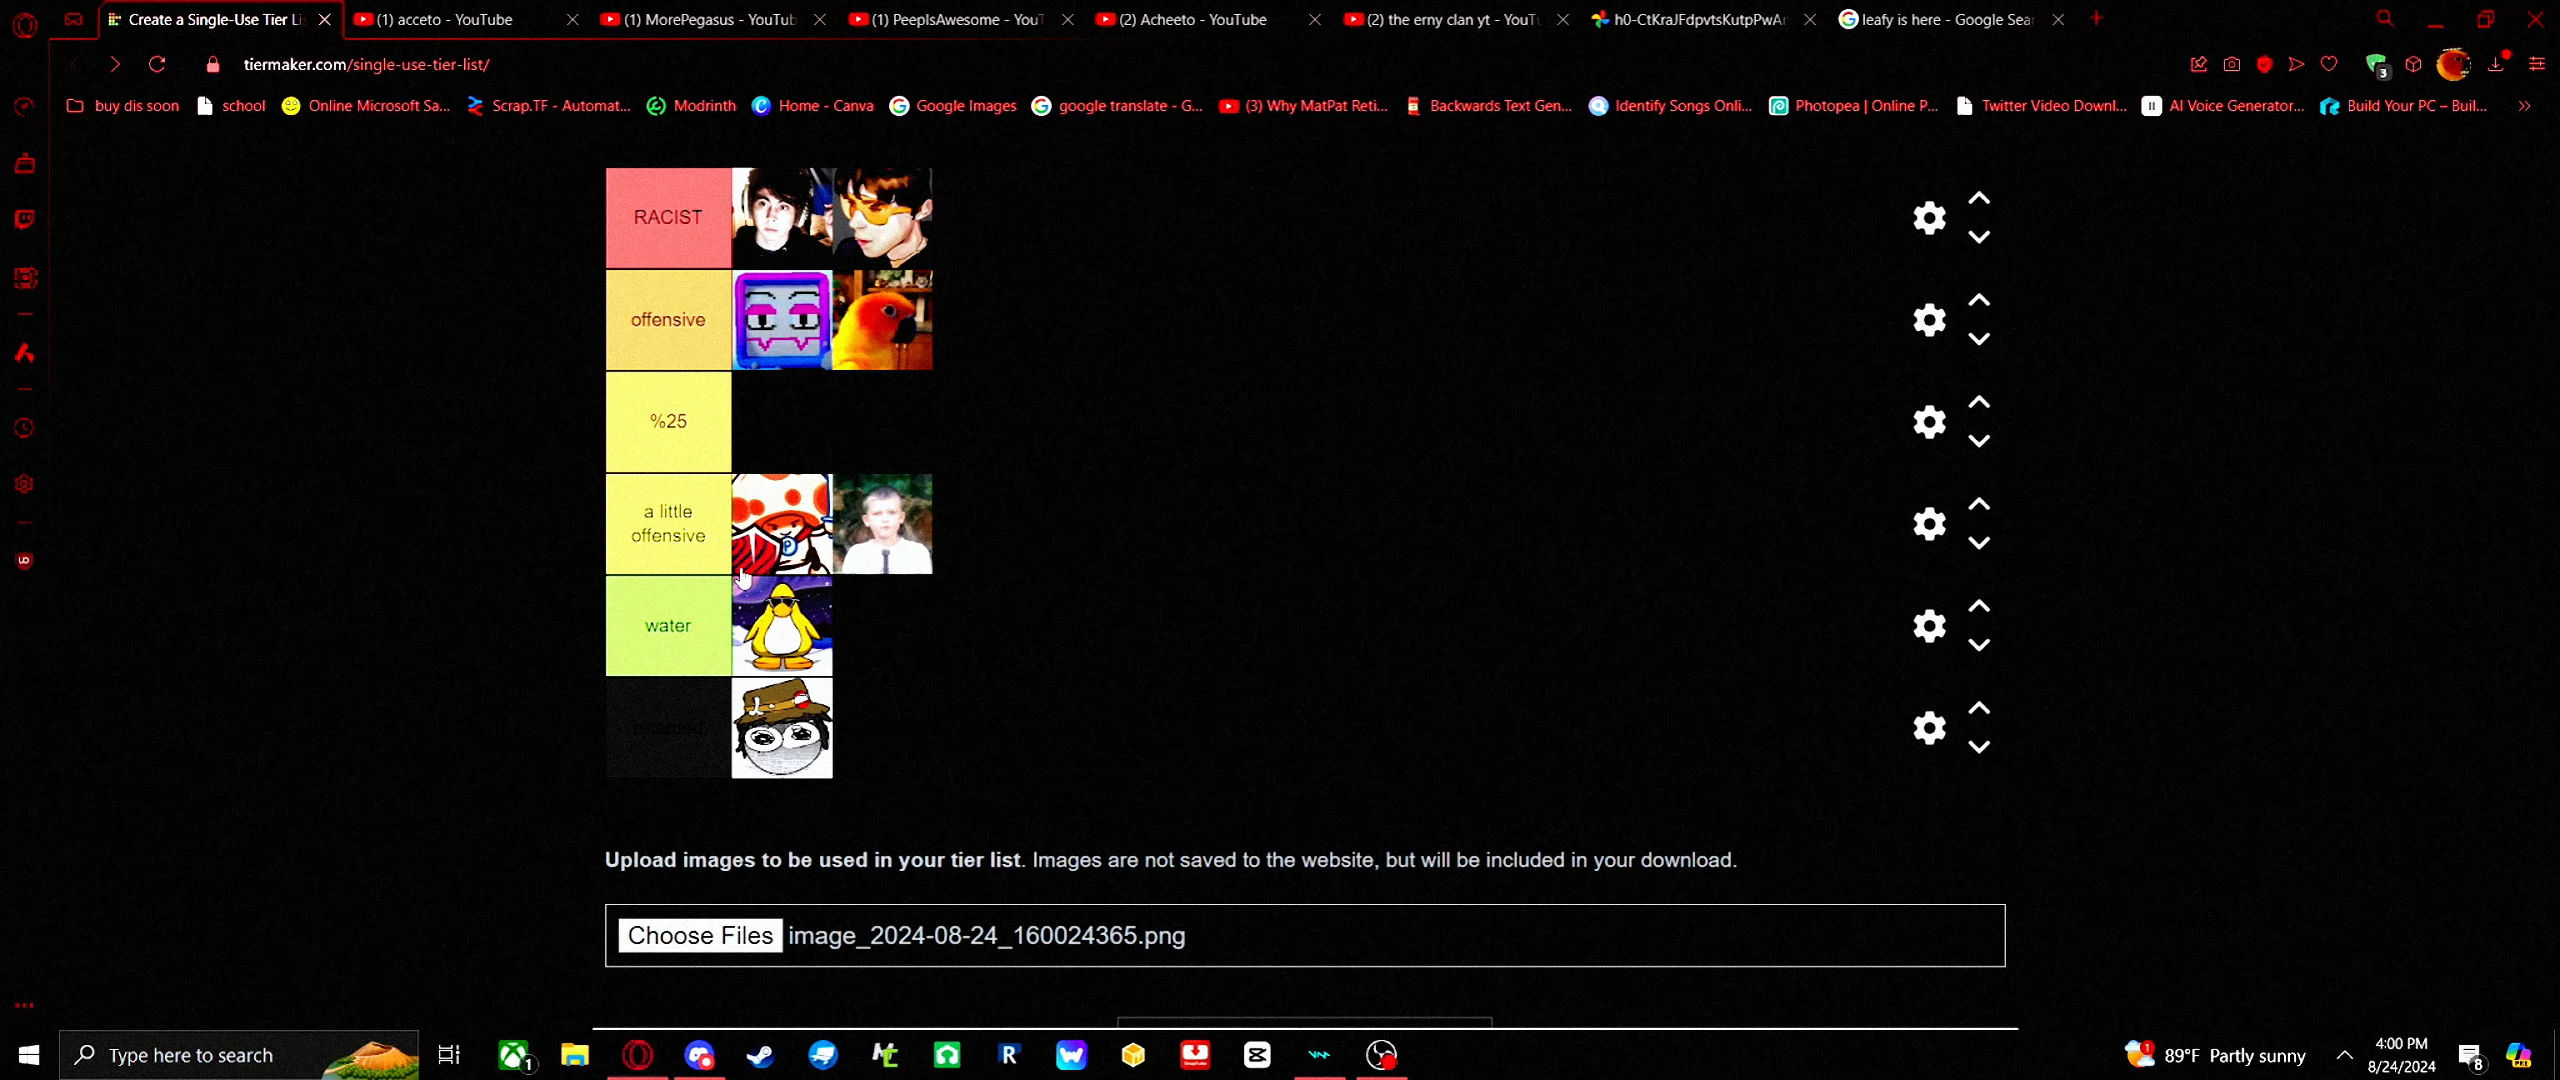 Create a Single-Use Tier Li
(1) acceto - YouTube
(1) MorePegasus - YouTub
(1) PeepIsAwesome - YouT
(2) Acheeto - YouTube
(2) the erny clan yt - YouT
h0-CtKraJFdpvtsKutpPwAr
leafy is here - Google Sear
tiermaker.com/single-use-tier-list/
3
buy dis soon
school
Online Microsoft Sa...
Scrap.TF - Automat...
Modrinth
Home - Canva
Google Images
google translate - G...
(3) Why MatPat Reti...
Backwards Text Gen...
Identify Songs Onli...
Photopea | Online P...
Twitter Video Downl...
AI Voice Generator...
Build Your PC – Buil...
RACIST
offensive
%25
a little
offensive
water
Upload images to be used in your tier list. Images are not saved to the website, but will be included in your download.
Choose Files image_2024-08-24_160024365.png
Type here to search
1
89°F Partly sunny
4:00 PM
8/24/2024
8